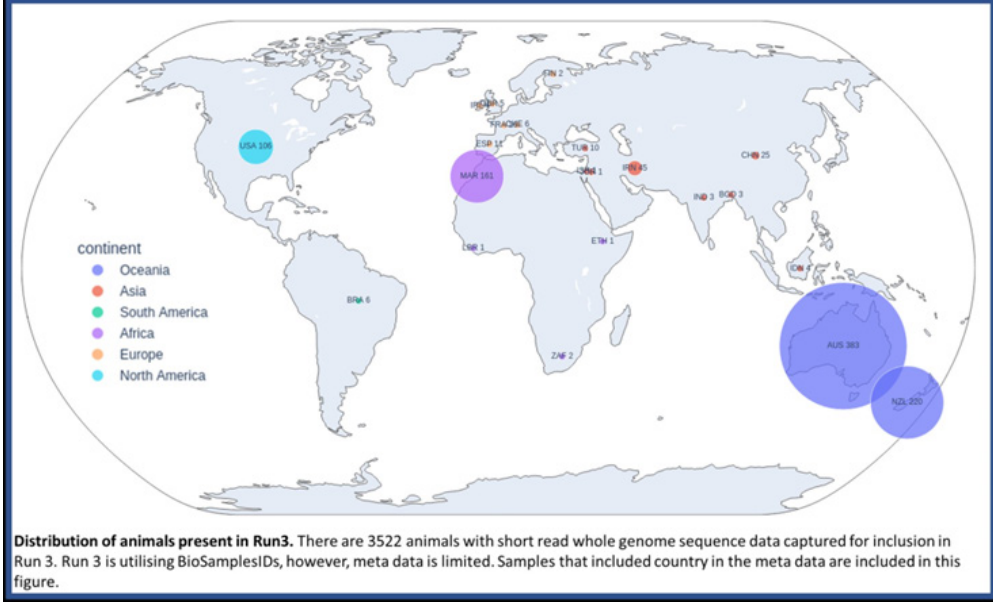 FIN 2
FRA
ESP 11
TUR 10
IRN 45
CHN 25
USA 106
MAR 161
IND 3
BGD 3
LBR 1
ETH 1
IDN 4
BRA 6
AUS 383
ZAF 2
NZL 220
continent
Oceania
Asia
South America
Africa
Europe
North America
Distribution of animals present in Run3. There are 3522 animals with short read whole genome sequence data captured for inclusion in
Run 3. Run 3 is utilising BioSamplesIDs, however, meta data is limited. Samples that included country in the meta data are included in this
figure.